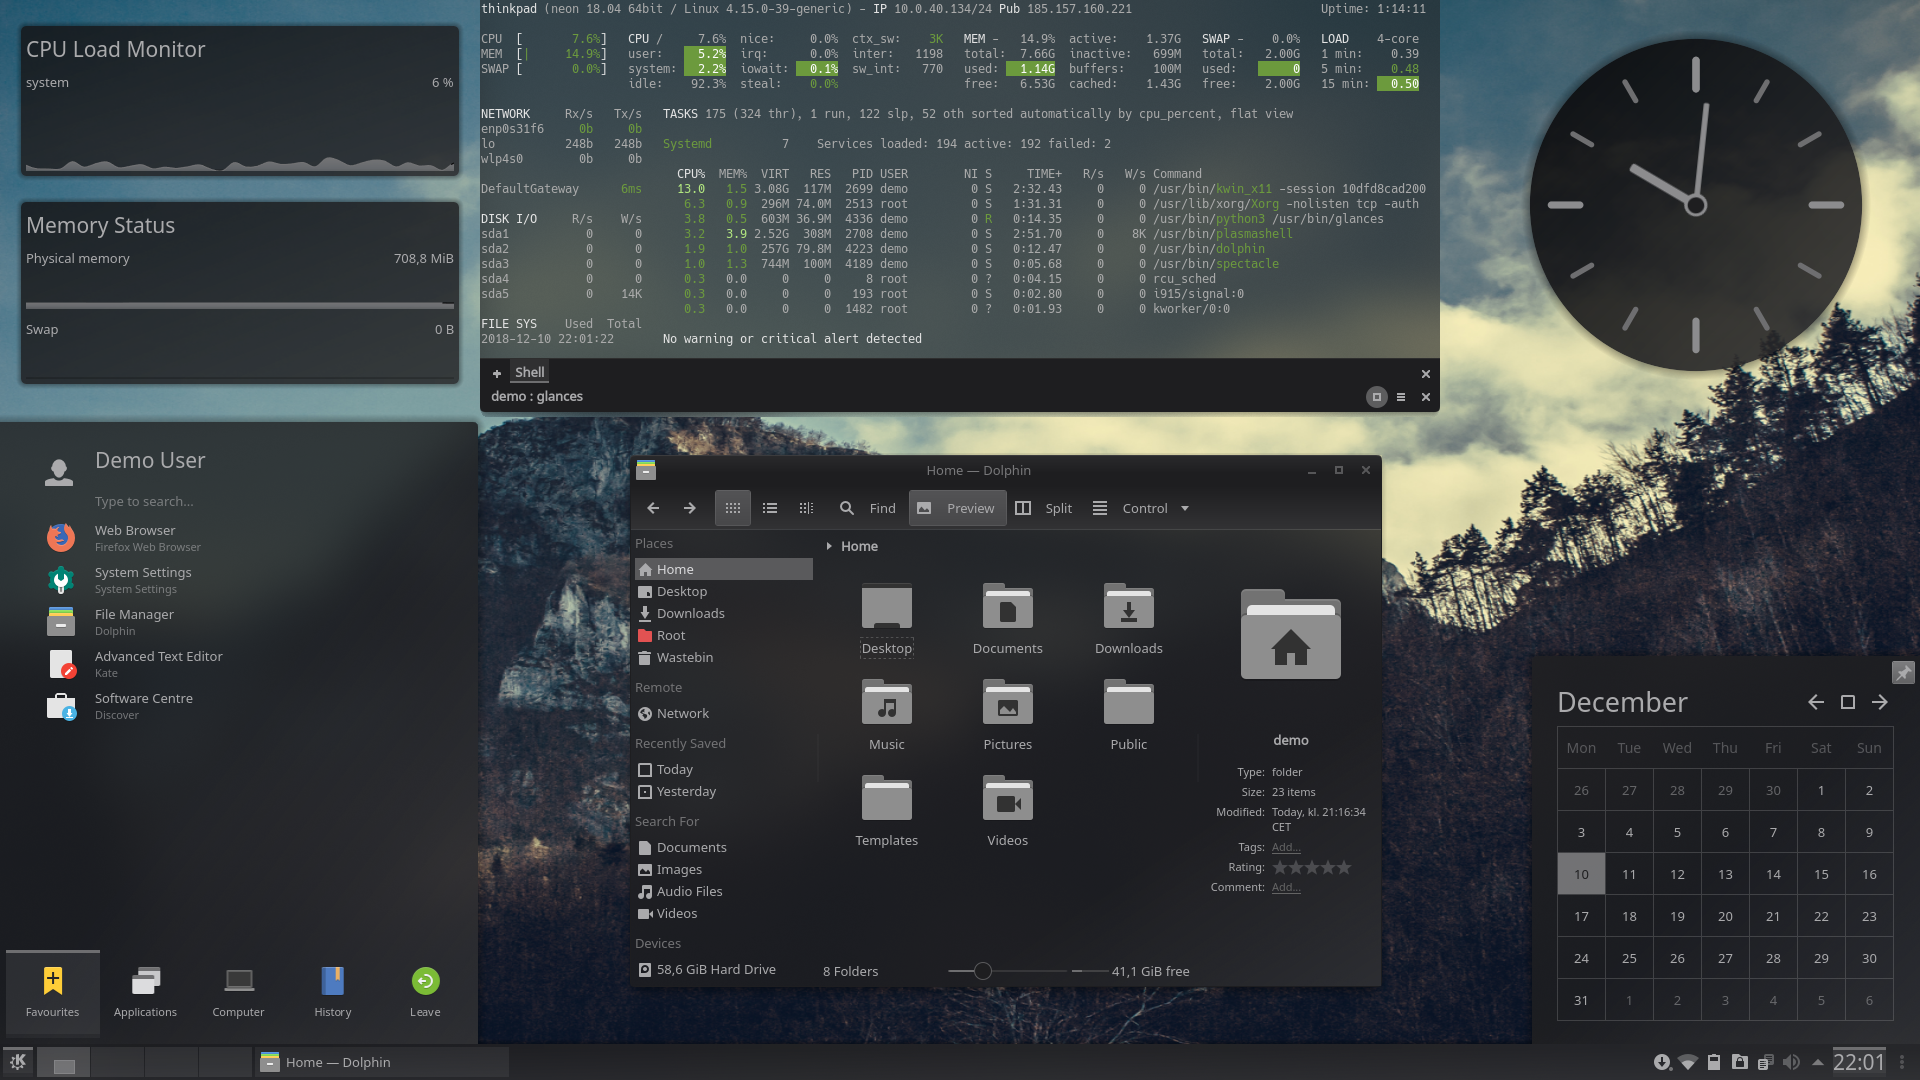 CPU Load Monitor
system 6 %
Memory Status
Physical memory 708,8 MiB
Swap 0 B
thinkpad (neon 18.04 64bit / Linux 4.15.0-39-generic) - IP 10.0.40.134/24 Pub 185.157.160.221 Uptime: 1:14:11
CPU [ 7.6%] CPU / 7.6% nice: 0.0% ctx_sw: 3K MEM - 14.9% active: 1.37G SWAP - 0.0% LOAD 4-core
MEM [| 14.9%] user: 5.2% irq: 0.0% inter: 1198 total: 7.66G inactive: 699M total: 2.00G 1 min: 0.39
SWAP [ 0.0%] system: 2.2% iowait: 0.1% sw_int: 770 used: 1.14G buffers: 100M used: 0 5 min: 0.48
idle: 92.3% steal: 0.0% free: 6.53G cached: 1.43G free: 2.00G 15 min: 0.50
NETWORK Rx/s Tx/s TASKS 175 (324 thr), 1 run, 122 slp, 52 oth sorted automatically by cpu_percent, flat view
enp0s31f6 0b 0b
lo 248b 248b Systemd 7 Services loaded: 194 active: 192 failed: 2
wlp4s0 0b 0b
CPU% MEM% VIRT RES PID USER NI S TIME+ R/s W/s Command
DefaultGateway 6ms 13.0 1.5 3.08G 117M 2699 demo 0 S 2:32.43 0 0 /usr/bin/kwin_x11 -session 10dfd8cad200
6.3 0.9 296M 74.0M 2513 root 0 S 1:31.31 0 0 /usr/lib/xorg/Xorg -nolisten tcp -auth
DISK I/O R/s W/s 3.8 0.5 603M 36.9M 4336 demo 0 R 0:14.35 0 0 /usr/bin/python3 /usr/bin/glances
sda1 0 0 3.2 3.9 2.52G 308M 2708 demo 0 S 2:51.70 0 8K /usr/bin/plasmashell
sda2 0 0 1.9 1.0 257G 79.8M 4223 demo 0 S 0:12.47 0 0 /usr/bin/dolphin
sda3 0 0 1.0 1.3 744M 100M 4189 demo 0 S 0:05.68 0 0 /usr/bin/spectacle
sda4 0 0 0.3 0.0 0 0 8 root 0 ? 0:04.15 0 0 rcu_sched
sda5 0 14K 0.3 0.0 0 0 193 root 0 S 0:02.80 0 0 i915/signal:0
0.3 0.0 0 0 1482 root 0 ? 0:01.93 0 0 kworker/0:0
FILE SYS Used Total
2018-12-10 22:01:22 No warning or critical alert detected
Shell
demo : glances
Demo User
Type to search...
Web Browser
Firefox Web Browser
System Settings
System Settings
File Manager
Dolphin
Advanced Text Editor
Kate
Software Centre
Discover
Favourites Applications Computer History Leave
Home — Dolphin
Find Preview Split Control
Places
Home
Desktop
Downloads
Root
Wastebin
Remote
Network
Recently Saved
Today
Yesterday
Search For
Documents
Images
Audio Files
Videos
Devices
58,6 GiB Hard Drive
Home
Desktop Documents Downloads
Music Pictures Public
Templates Videos
demo
Type: folder
Size: 23 items
Modified: Today, kl. 21:16:34
CET
Tags: Add...
Rating:
Comment: Add...
8 Folders 41,1 GiB free
December
Mon Tue Wed Thu Fri Sat Sun
26 27 28 29 30 1 2
3 4 5 6 7 8 9
10 11 12 13 14 15 16
17 18 19 20 21 22 23
24 25 26 27 28 29 30
31 1 2 3 4 5 6
Home — Dolphin
22:01